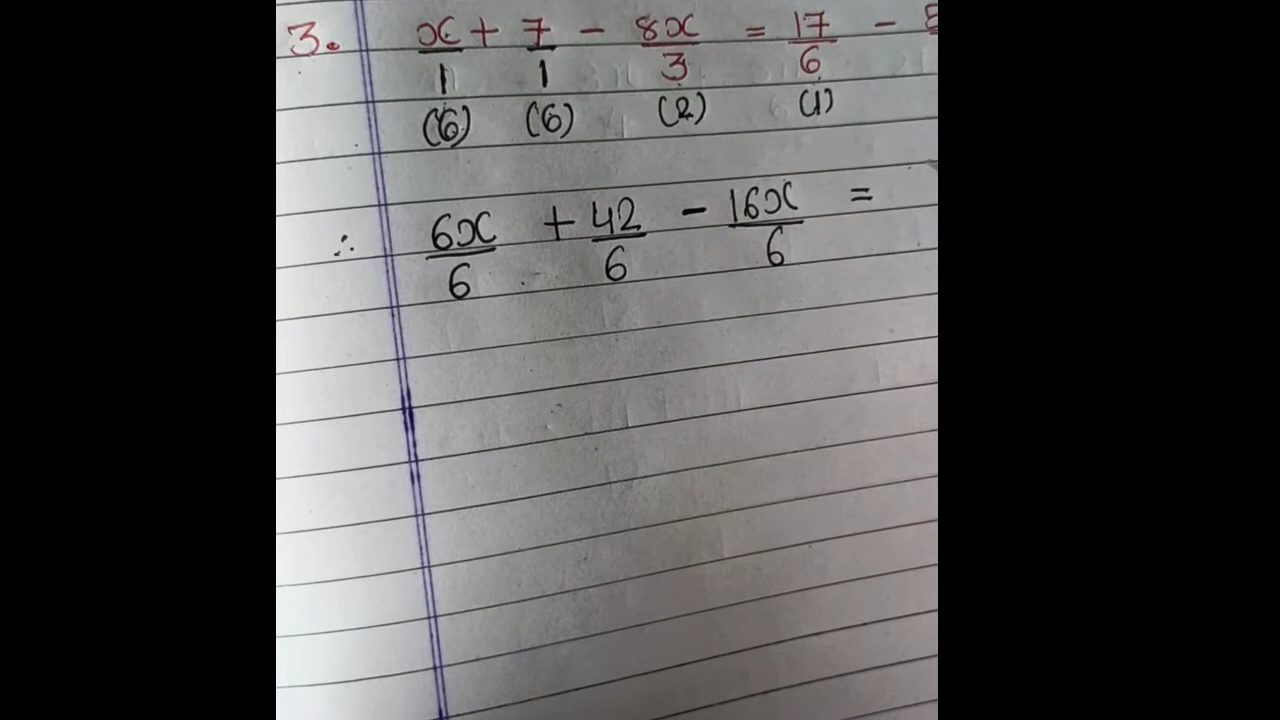 3. x/1 + 7/1 - 8x/3 = 17/6 -
(6) (6) (2) (1)
∴ 6x/6 + 42/6 - 16x/6 =